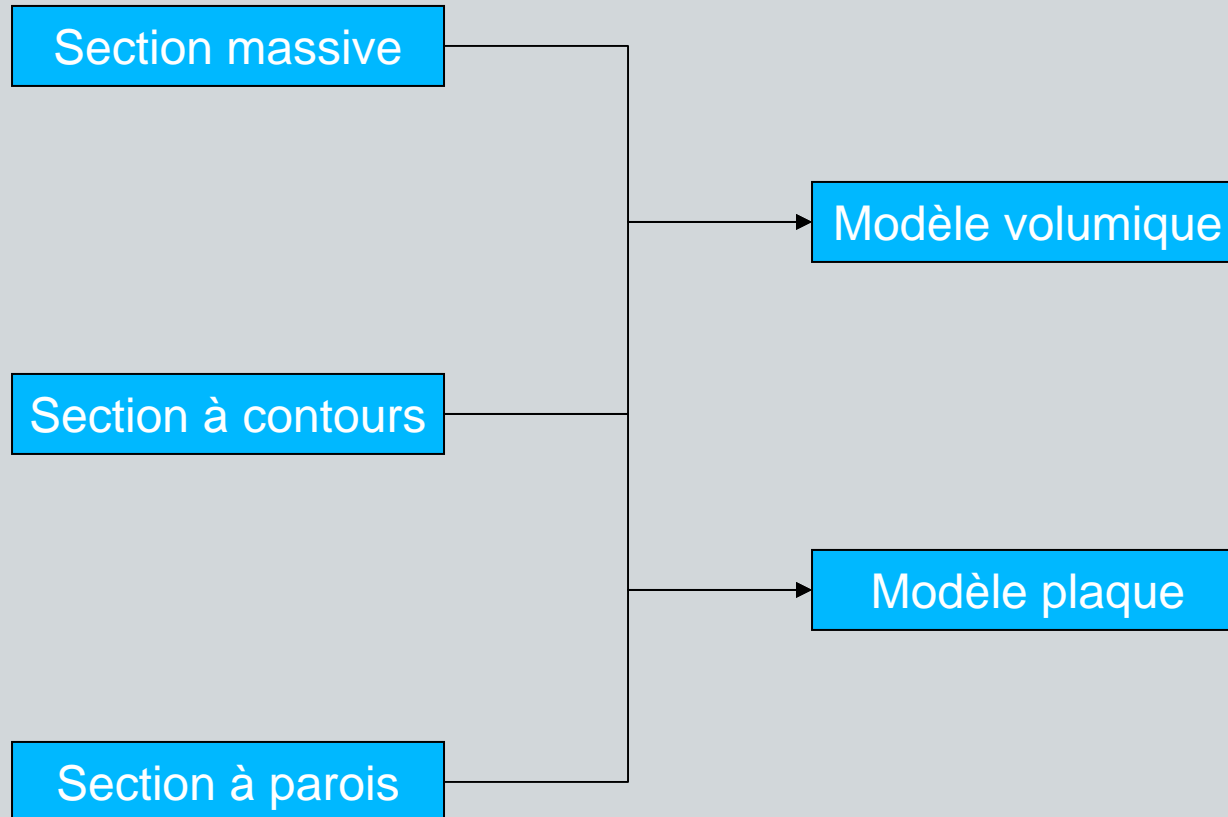 Section massive
Modèle volumique
Section à contours
Modèle plaque
Section à parois